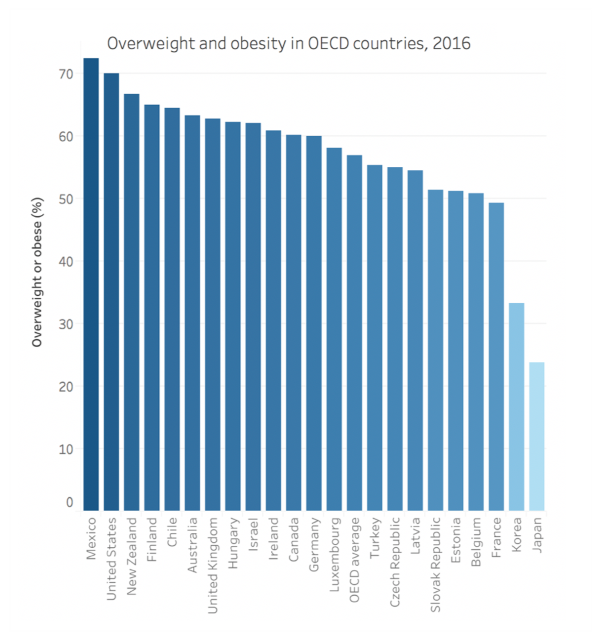 Overweight and obesity in OECD countries, 2016
Overweight or obese (%)
70
60
50
40
30
20
10
0
Mexico
United States
New Zealand
Finland
Chile
Australia
United Kingdom
Hungary
Israel
Ireland
Canada
Germany
Luxembourg
OECD average
Turkey
Czech Republic
Latvia
Slovak Republic
Estonia
Belgium
France
Korea
Japan